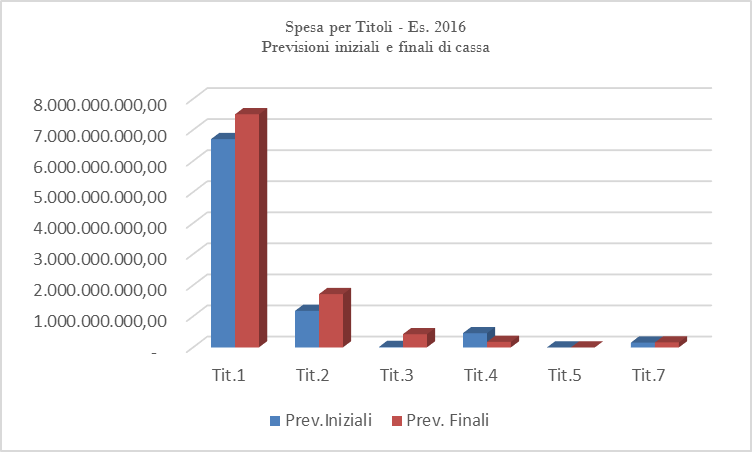 Spesa per Titoli - Es. 2016
Previsioni iniziali e finali di cassa
8.000.000.000,00
7.000.000.000,00
6.000.000.000,00
5.000.000.000,00
4.000.000.000,00
3.000.000.000,00
2.000.000.000,00
1.000.000.000,00
-
Tit.1 Tit.2 Tit.3 Tit.4 Tit.5 Tit.7
Prev.Iniziali Prev. Finali